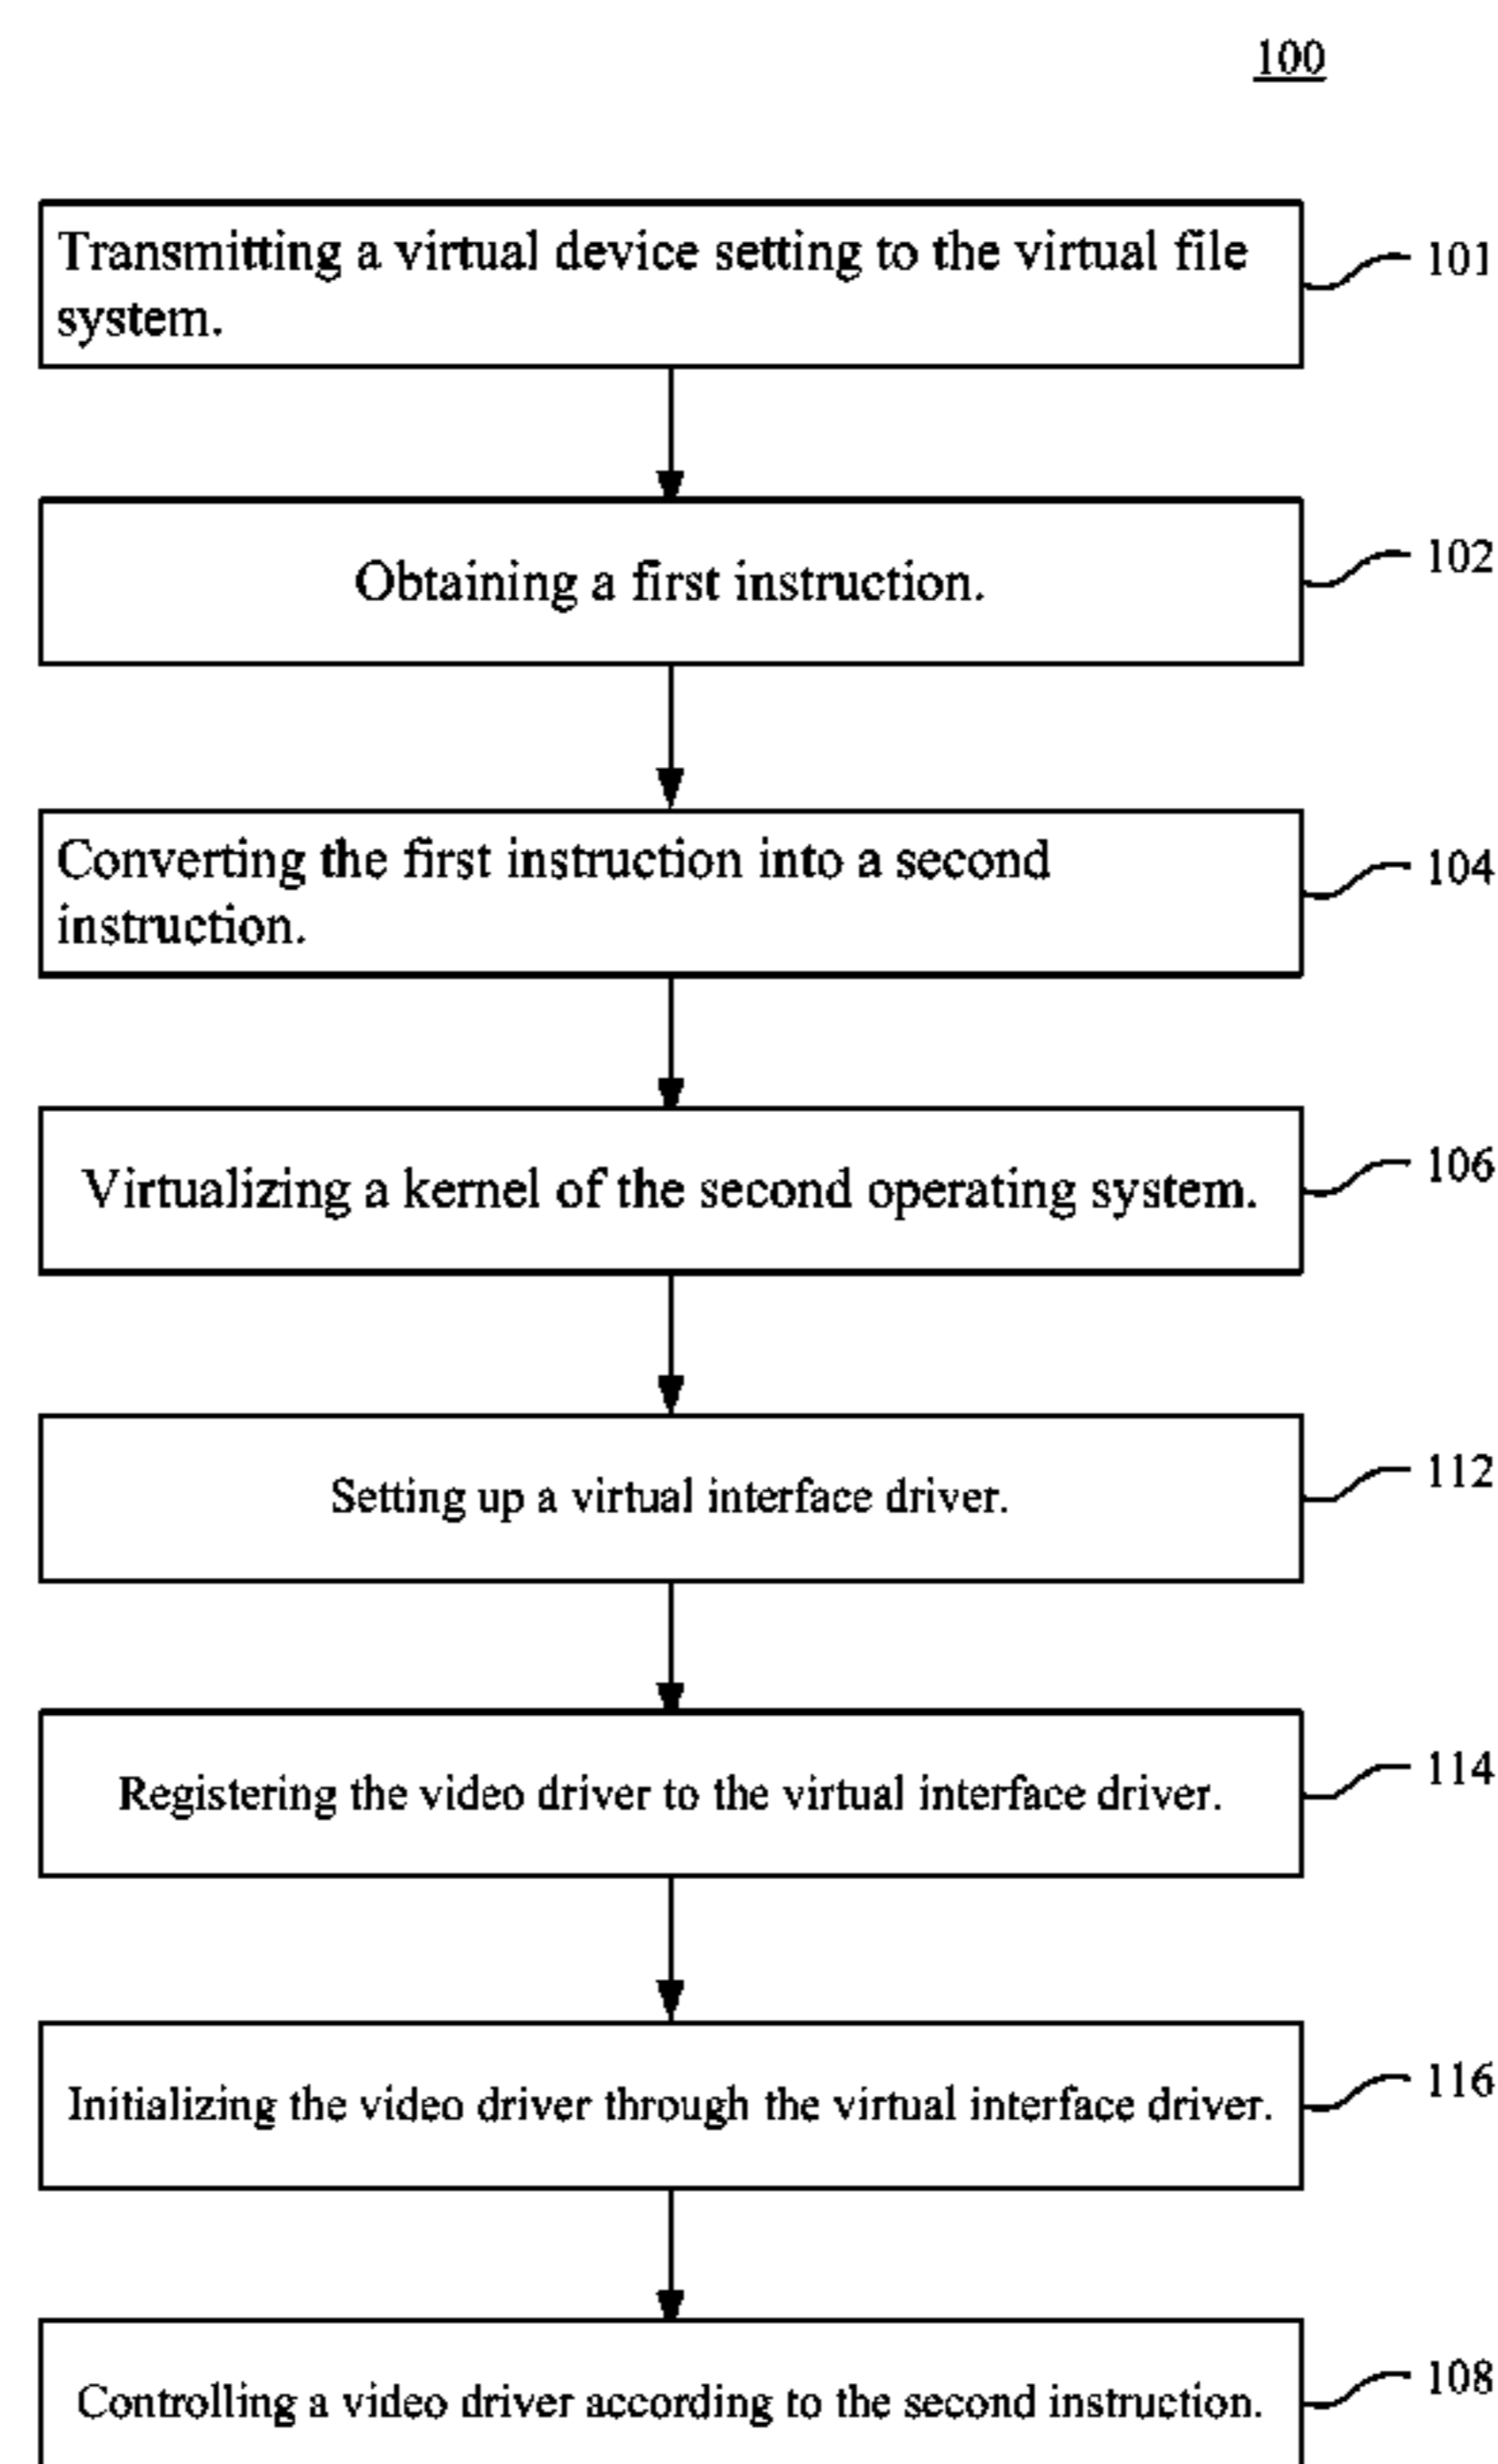 100
Transmitting a virtual device setting to the virtual file
system.
101
Obtaining a first instruction.
102
Converting the first instruction into a second
instruction.
104
Virtualizing a kernel of the second operating system.
106
Setting up a virtual interface driver.
112
Registering the video driver to the virtual interface driver.
114
Initializing the video driver through the virtual interface driver.
116
Controlling a video driver according to the second instruction.
108